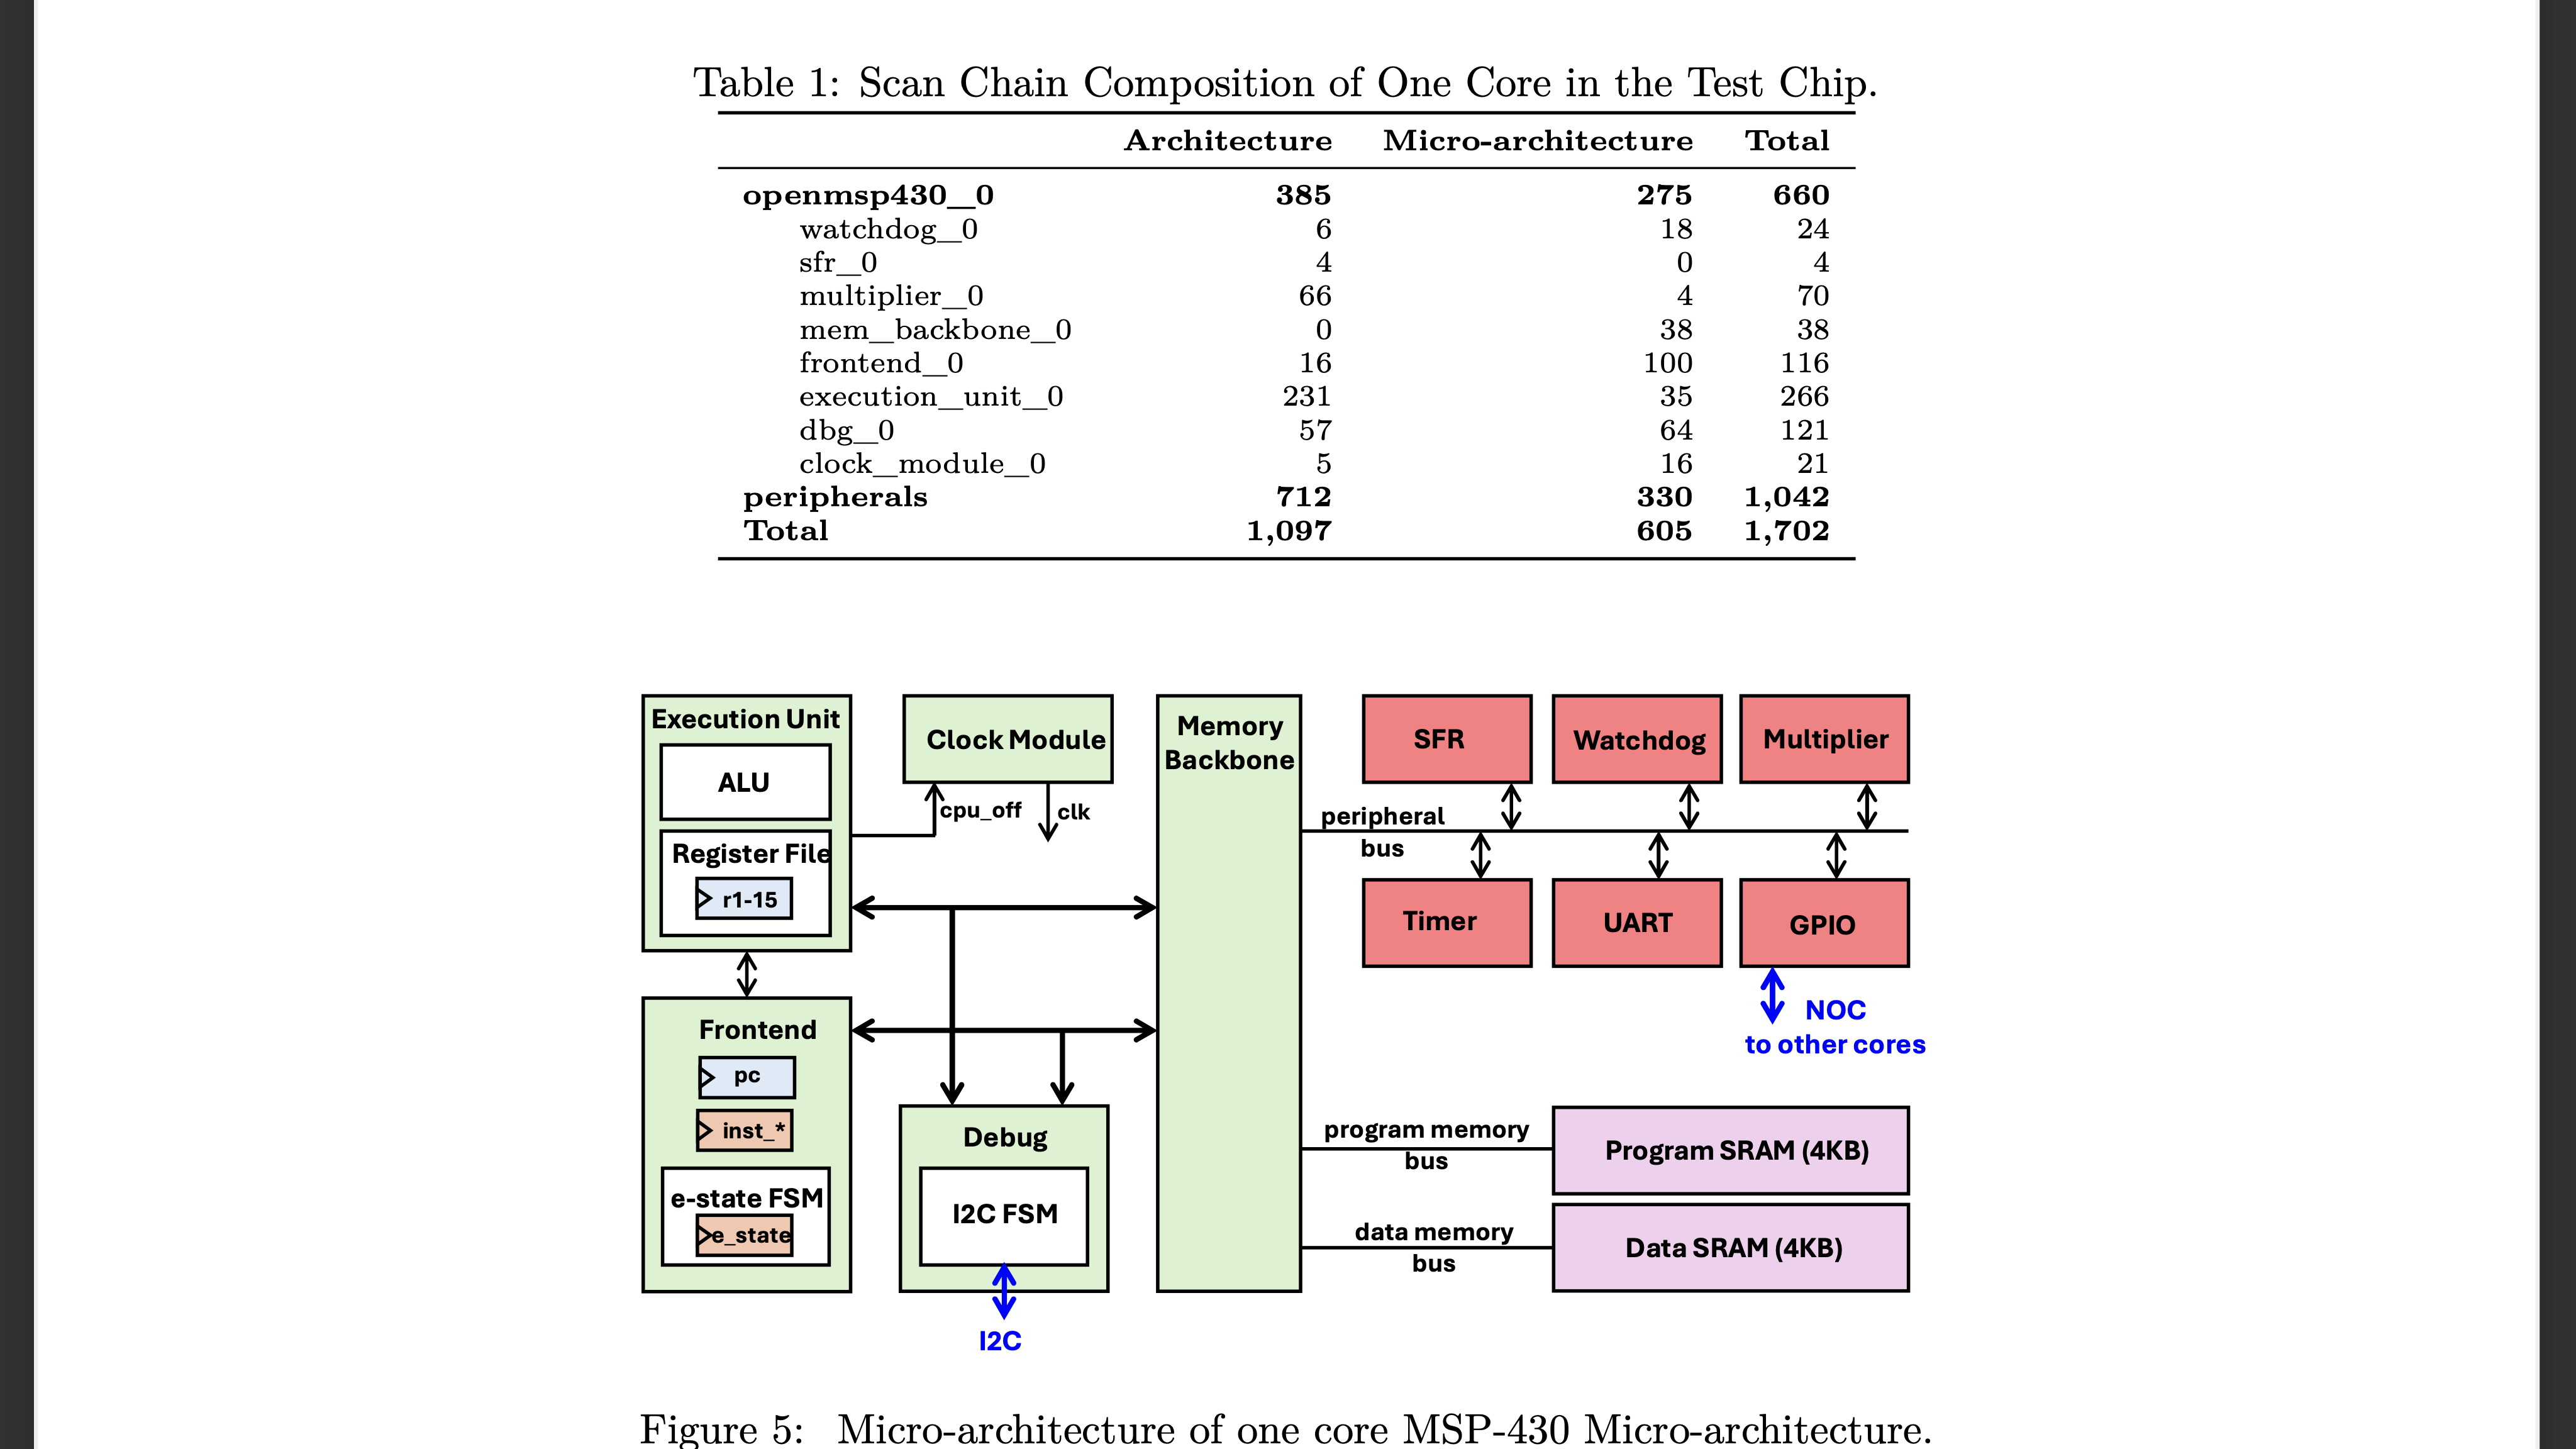 Table 1: Scan Chain Composition of One Core in the Test Chip.
Architecture Micro-architecture Total
openmsp430_0 385 275 660
watchdog_0 6 18 24
sfr_0 4 0 4
multiplier_0 66 4 70
mem_backbone_0 0 38 38
frontend_0 16 100 116
execution_unit_0 231 35 266
dbg_0 57 64 121
clock_module_0 5 16 21
peripherals 712 330 1,042
Total 1,097 605 1,702
Execution Unit
ALU
Register File
r1-15
Clock Module
cpu_off
clk
Memory
Backbone
SFR
Watchdog
Multiplier
peripheral
bus
Timer
UART
GPIO
NOC
to other cores
Frontend
pc
inst_*
e-state FSM
e_state
Debug
I2C FSM
I2C
program memory
bus
Program SRAM (4KB)
data memory
bus
Data SRAM (4KB)
Figure 5: Micro-architecture of one core MSP-430 Micro-architecture.